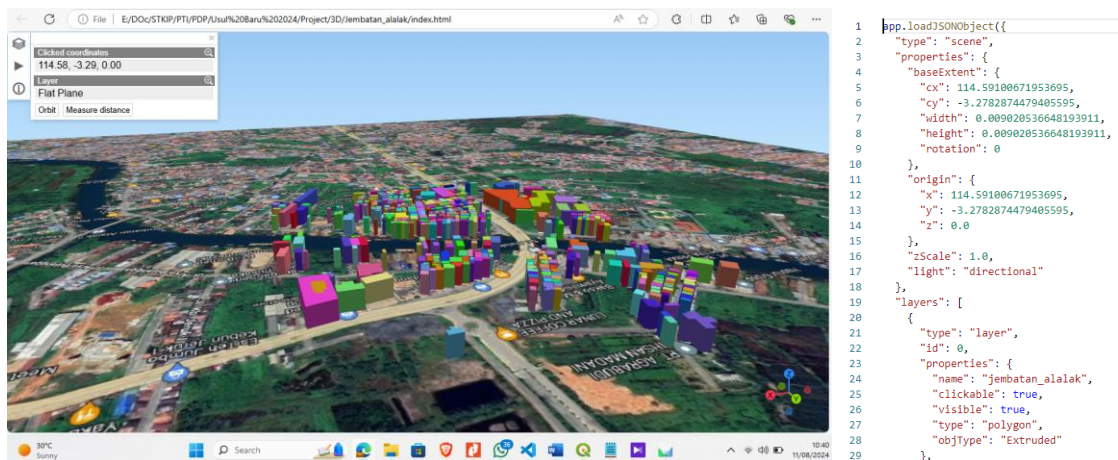 File
E:/DOc/STKIP/PTI/PDP/Usul%20Baru%202024/Project/3D/Jembatan_alalak/index.html
Clicked coordinates
114.58, -3.29, 0.00
Layer
Flat Plane
Orbit Measure distance
Z
X
Y
30°C
Sunny
Search
36
10:40
11/08/2024
1 app.loadJSONObject({
2 "type": "scene",
3 "properties": {
4 "baseExtent": {
5 "cx": 114.59100671953695,
6 "cy": -3.2782874479405595,
7 "width": 0.009020536648193911,
8 "height": 0.009020536648193911,
9 "rotation": 0
10 },
11 "origin": {
12 "x": 114.59100671953695,
13 "y": -3.2782874479405595,
14 "z": 0.0
15 },
16 "zScale": 1.0,
17 "light": "directional"
18 },
19 "layers": [
20 {
21 "type": "layer",
22 "id": 0,
23 "properties": {
24 "name": "jembatan_alalak",
25 "clickable": true,
26 "visible": true,
27 "type": "polygon",
28 "objType": "Extruded"
29 },